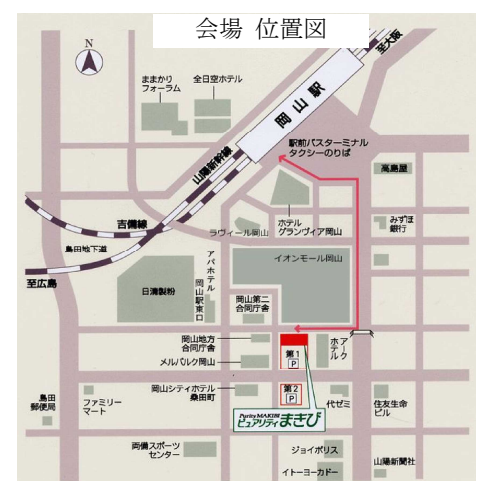 会場 位置図
N
至大阪
ままかり
フォーラム
全日空ホテル
岡山駅
駅前バスターミナル
タクシーのりば
山陽新幹線
高島屋
吉備線
ホテル
グランヴィア岡山
ラヴィール岡山
みずほ
銀行
島田地下道
イオンモール岡山
アパホテル
岡山駅東口
至広島
日清製粉
岡山第二
合同庁舎
岡山地方
合同庁舎
第1
P
アーク
ホテル
メルパルク岡山
岡山シティホテル
桑田町
第2
P
代ゼミ
住友生命
ビル
島田
郵便局
ファミリー
マート
Purity MAKIBI
ピュアリティまきび
両備スポーツ
センター
ジョイポリス
イトーヨーカドー
山陽新聞社